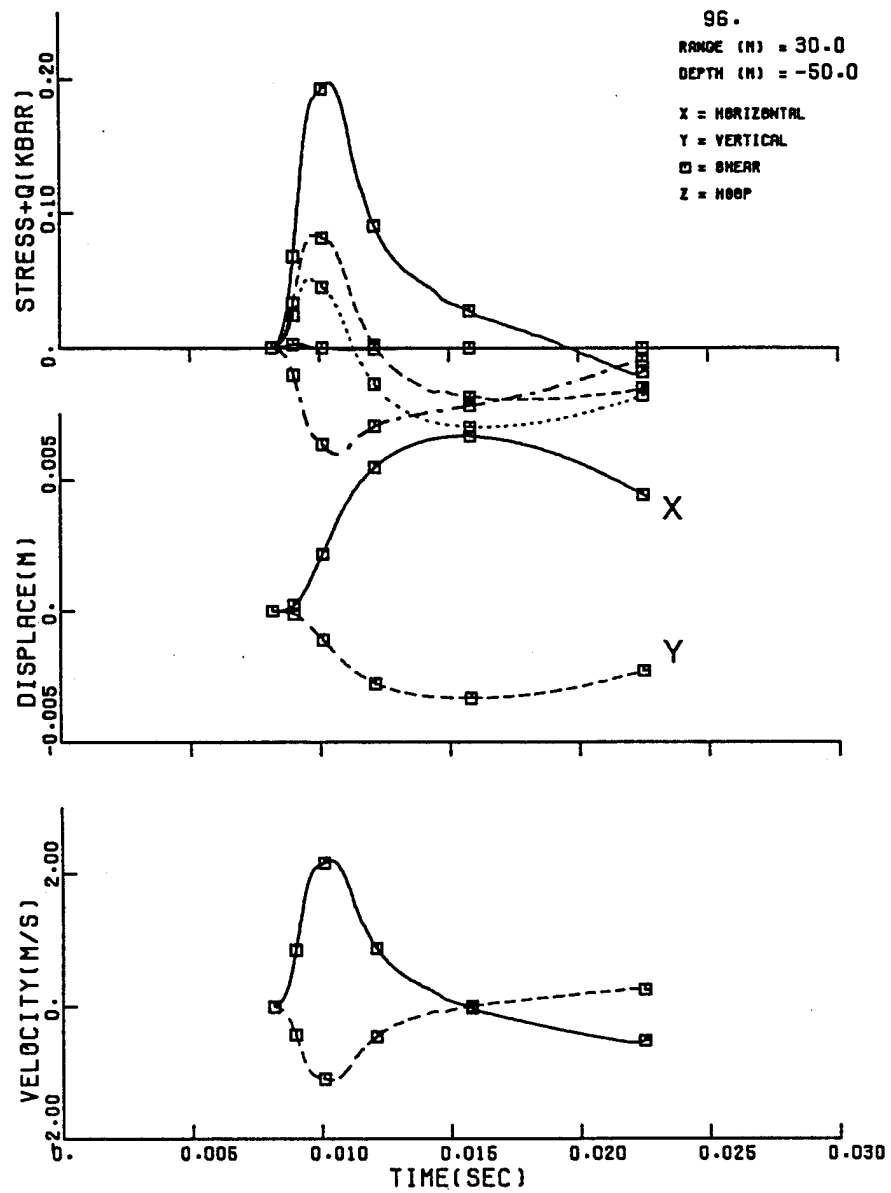 96.
RANGE (M) = 30.0
DEPTH (M) = -50.0
X = HORIZONTAL
Y = VERTICAL
= SHEAR
Z = HOOP
STRESS+Q(KBAR)
0.20
0.10
0.
DISPLACE(M)
0.005
0.
-0.005
X
Y
VELOCITY(M/S)
2.00
0.
-2.00
0.
0.005
0.010
0.015
0.020
0.025
0.030
TIME(SEC)